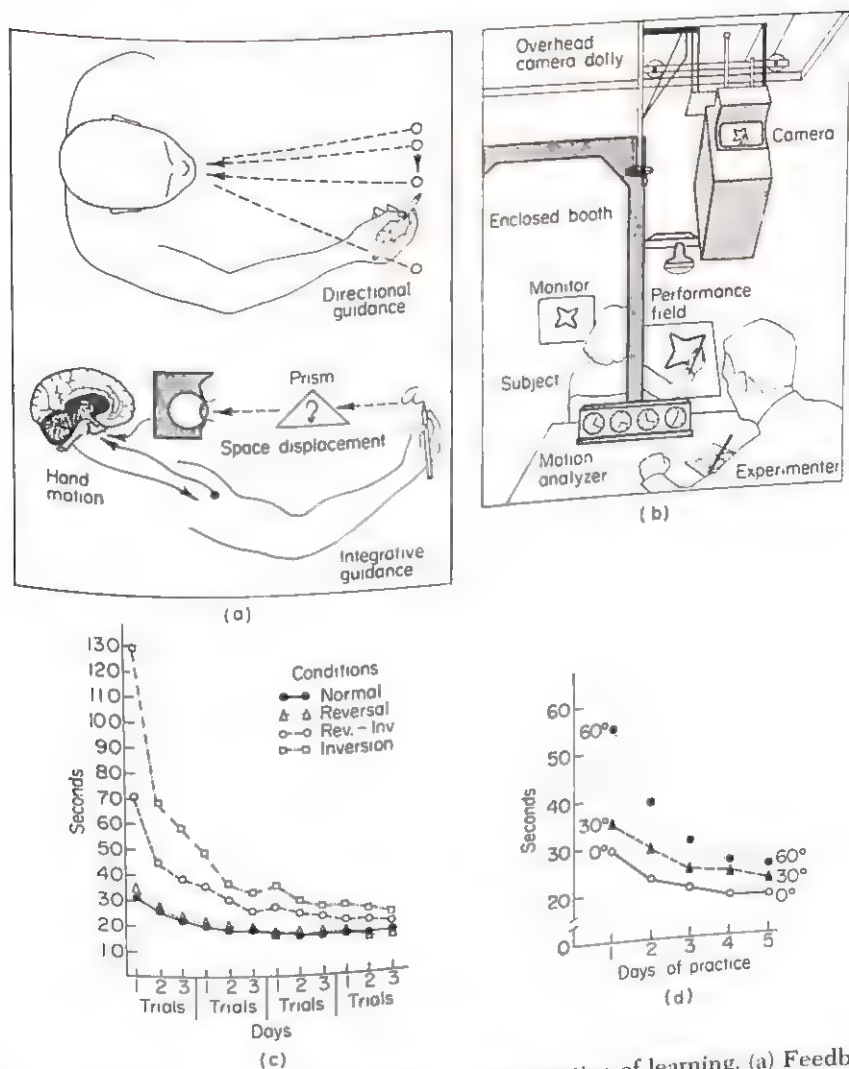 Directional
guidance
Prism
?
Space displacement
Hand
motion
Integrative
guidance
(a)
Overhead
camera dolly
Camera
Enclosed booth
Monitor
Performance
field
Subject
Motion
analyzer
Experimenter
(b)
130
120
110
100
90
80
70
60
50
40
30
20
10
Seconds
Conditions
Normal
Reversal
Rev.-Inv
Inversion
1 2 3 1 2 3 1 2 3 1 2 3
Trials Trials Trials Trials
Days
(c)
60
50
40
30
20
0
Seconds
60°
30°
0°
60°
30°
0°
1 2 3 4 5
Days of practice
(d)
of learning. (a) Feedb